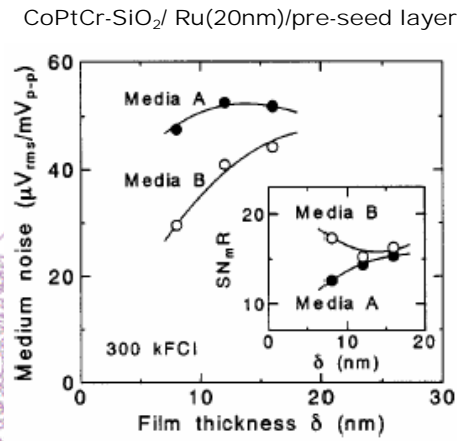 CoPtCr-SiO₂/ Ru(20nm)/pre-seed layer
60
40
20
0
Medium noise (μVrms/mVp-p)
Media A
Media B
300 kFCI
0
10
20
30
Film thickness δ (nm)
20
15
10
SNmR
Media B
Media A
0
10
20
δ (nm)